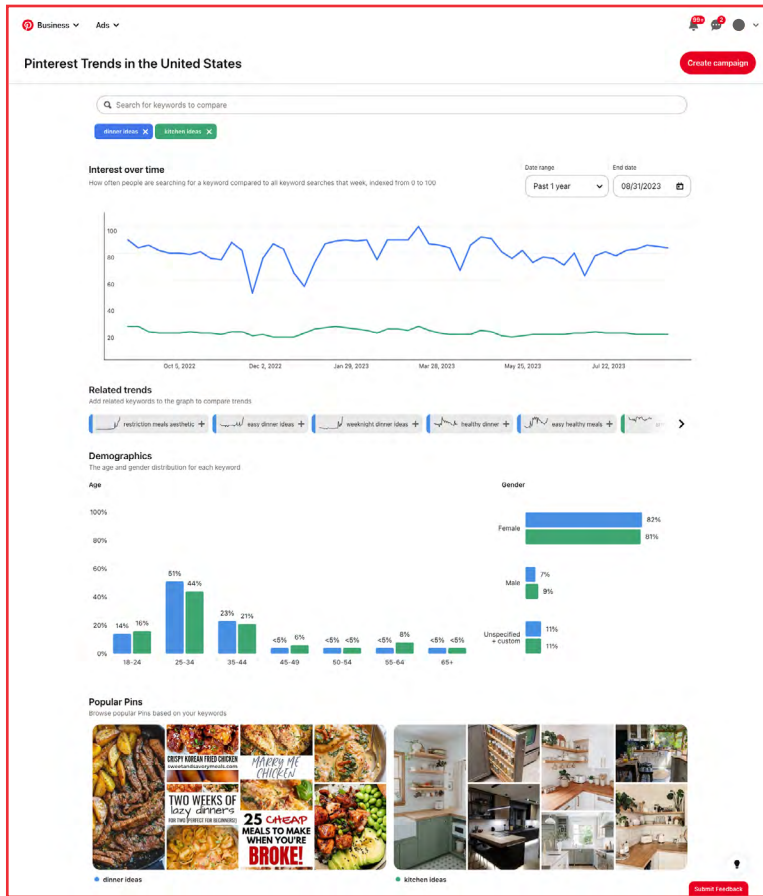 Business
Ads
99+
2
Pinterest Trends in the United States
Create campaign
Search for keywords to compare
dinner ideas
kitchen ideas
Interest over time
How often people are searching for a keyword compared to all keyword searches that week, indexed from 0 to 100
Date range
End date
Past 1 year
08/31/2023
100
80
60
40
20
Oct 5, 2022
Dec 2, 2022
Jan 29, 2023
Mar 28, 2023
May 25, 2023
Jul 22, 2023
Related trends
Add related keywords to the graph to compare trends
restriction meals aesthetic +
easy dinner ideas +
weeknight dinner ideas +
healthy dinner +
easy healthy meals +
Demographics
The age and gender distribution for each keyword
Age
100%
80%
60%
40%
20%
0%
14% 16%
51%
44%
23% 21%
<5% 6%
<5% <5%
<5% 8%
<5% <5%
18-24
25-34
35-44
45-49
50-54
55-64
65+
Gender
Female
82%
81%
Male
7%
9%
Unspecified
+ custom
11%
11%
Popular Pins
Browse popular Pins based on your keywords
CRISPY KOREAN FRIED CHICKEN
sweetandsavorymeals.com
MARRY ME
CHICKEN
TWO WEEKS OF
lazy dinners
FOR TWO (PERFECT FOR BEGINNERS)
25 CHEAP
MEALS TO MAKE
WHEN YOU'RE
BROKE!
dinner ideas
kitchen ideas
Submit Feedback